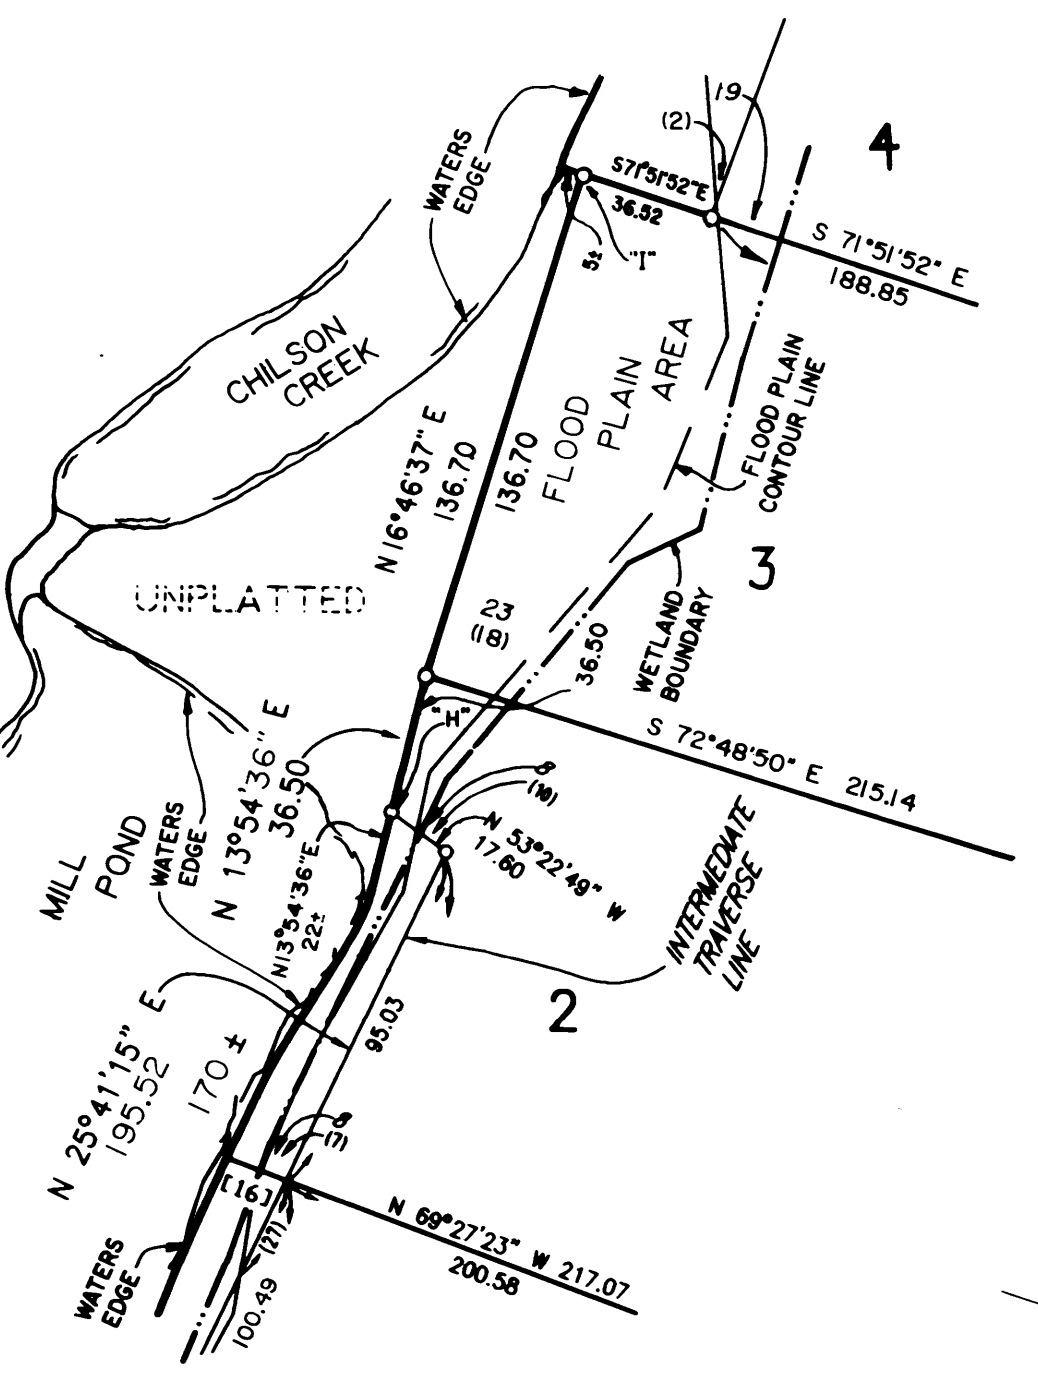 19
(2)
4
WATERS
EDGE
S71°51'52"E
36.52
5±
"I"
S 71°51'52" E
188.85
CHILSON
CREEK
FLOOD
PLAIN
AREA
FLOOD PLAIN
CONTOUR LINE
N 16°46'37" E
136.70
136.70
3
UNPLATTED
23
(18)
36.50
WETLAND
BOUNDARY
"H"
S 72°48'50" E 215.14
N 13°54'36" E
36.50
8
(10)
N 53°22'49" W
17.60
MILL
POND
WATERS
EDGE
N13°54'36"E
22±
INTERMEDIATE
TRAVERSE
LINE
2
95.03
N 25°41'15" E
195.52
170 ±
8
(7)
[16]
(27)
N 69°27'23" W 217.07
200.58
WATERS
EDGE
100.49